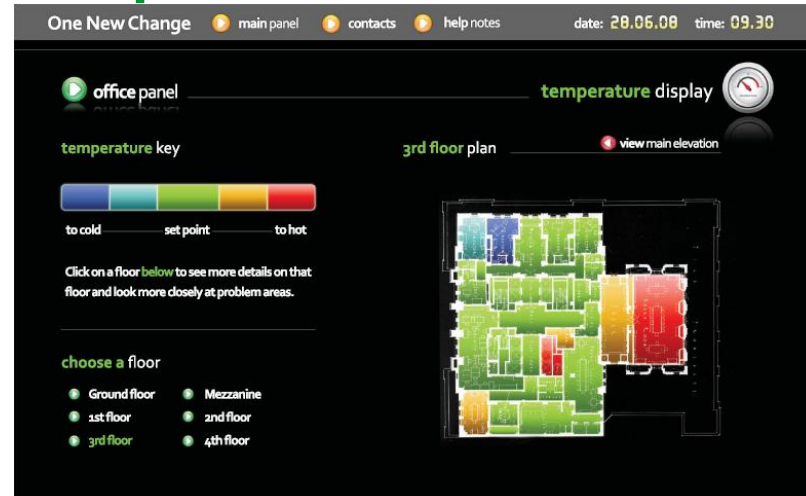 One New Change main panel contacts help notes date: 28.06.08 time: 09.30
office panel
temperature display
temperature key
3rd floor plan
view main elevation
to cold set point to hot
Click on a floor below to see more details on that
floor and look more closely at problem areas.
choose a floor
Ground floor Mezzanine
1st floor 2nd floor
3rd floor 4th floor